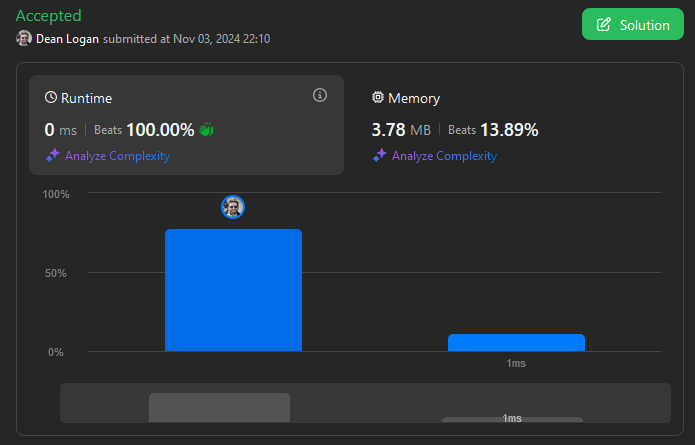 Accepted
Dean Logan submitted at Nov 03, 2024 22:10
Solution
Runtime
0 ms Beats 100.00%
Analyze Complexity
Memory
3.78 MB Beats 13.89%
Analyze Complexity
100%
50%
0%
1ms
1ms